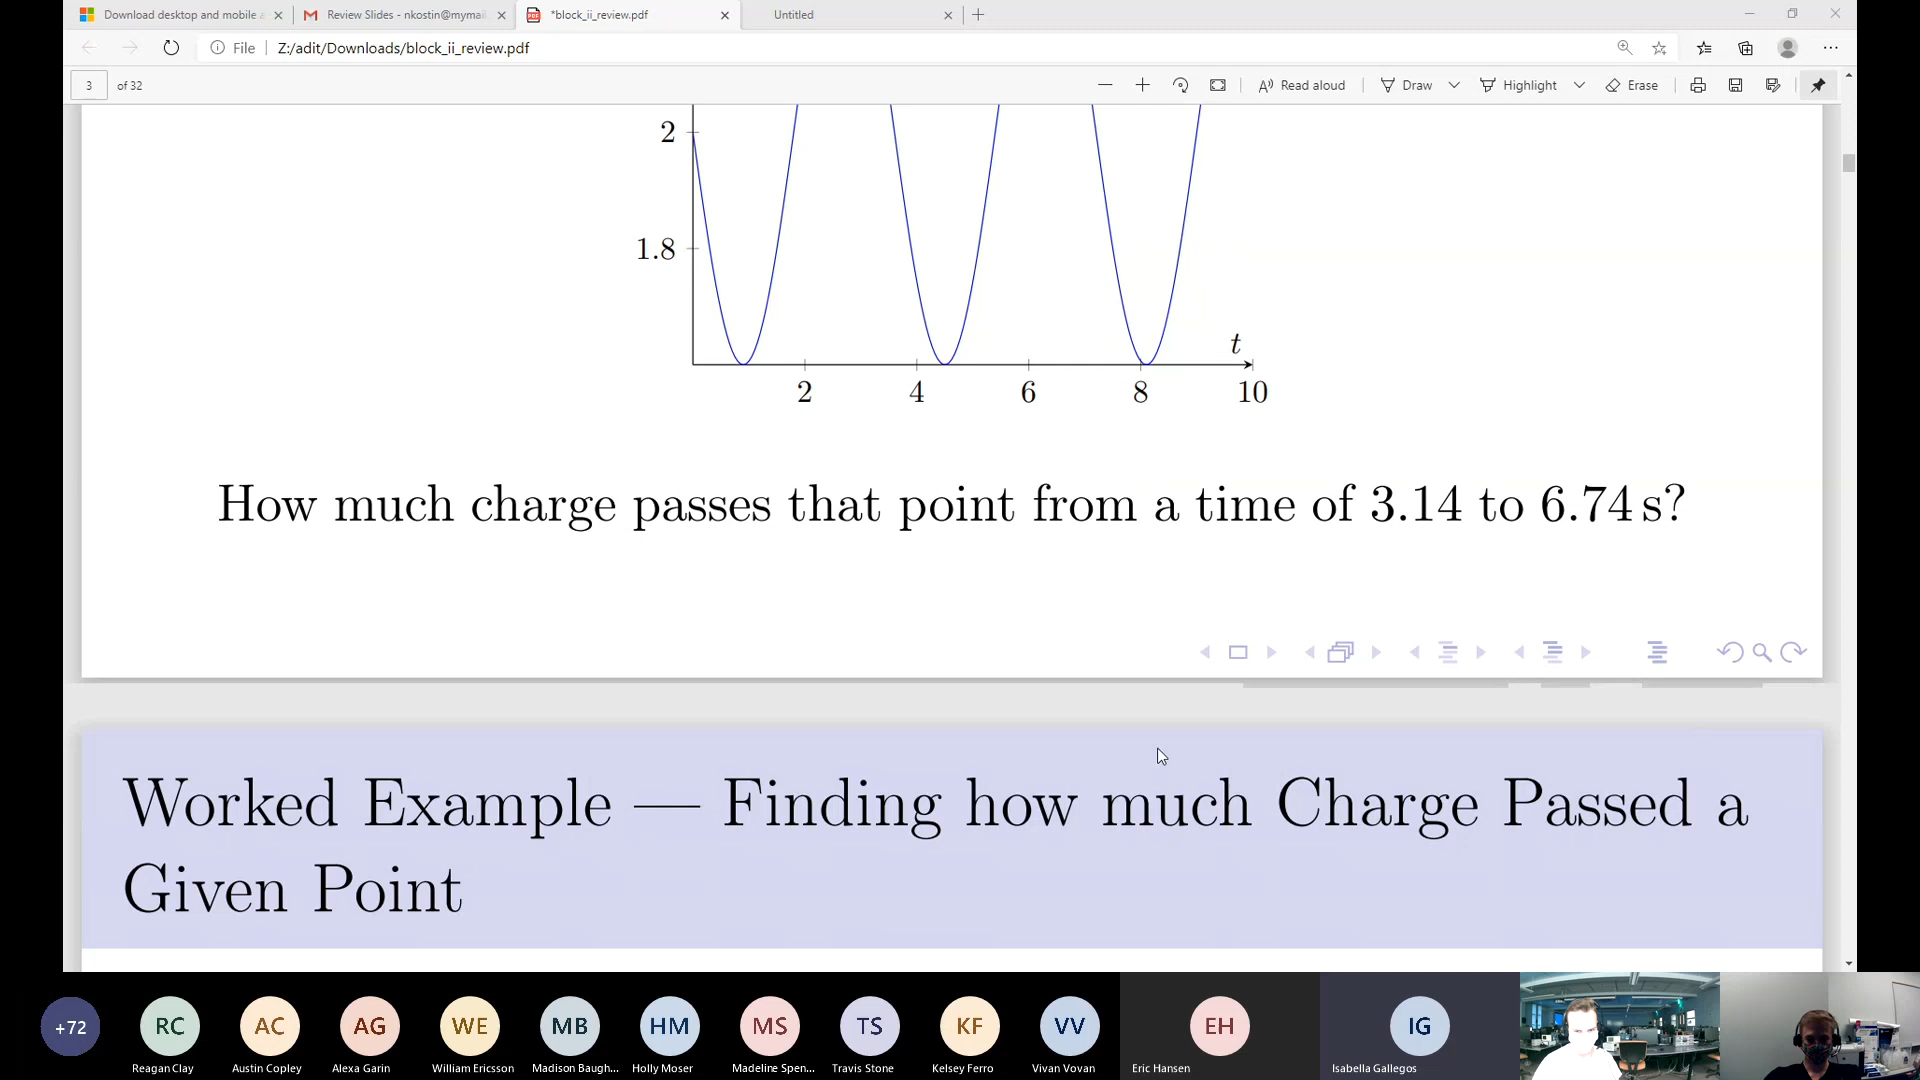 Download desktop and mobile a
Review Slides - nkostin@mymai
*block_ii_review.pdf
Untitled
File
Z:/adit/Downloads/block_ii_review.pdf
3 of 32
Read aloud
Draw
Highlight
Erase
2
1.8
t
2 4 6 8 10
How much charge passes that point from a time of 3.14 to 6.74 s?
Worked Example — Finding how much Charge Passed a
Given Point
+72 RC AC AG WE MB HM MS TS KF VV EH IG
Reagan Clay Austin Copley Alexa Garin William Ericsson Madison Baugh... Holly Moser Madeline Spen... Travis Stone Kelsey Ferro Vivan Vovan Eric Hansen Isabella Gallegos